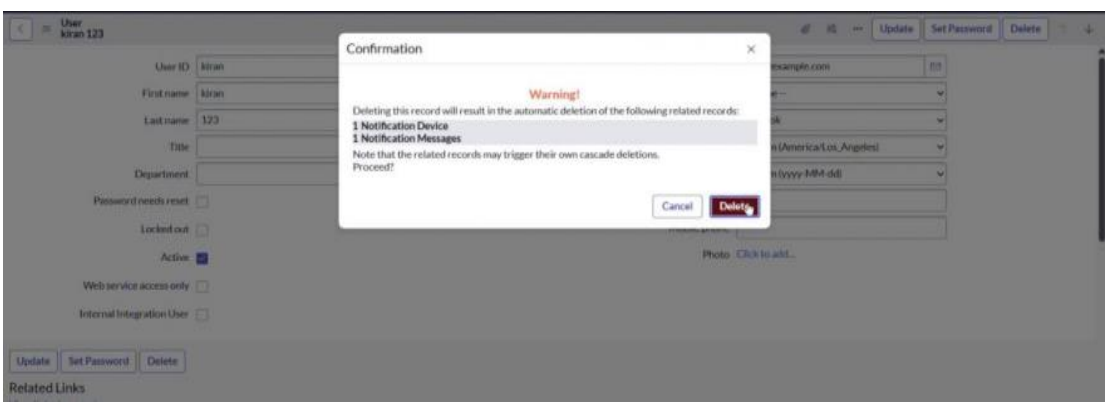 User
kiran 123
Update
Set Password
Delete
Confirmation
Warning!
Deleting this record will result in the automatic deletion of the following related records:
1 Notification Device
1 Notification Messages
Note that the related records may trigger their own cascade deletions.
Proceed?
Cancel
Delete
User ID
kiran
example.com
First name
kiran
Last name
123
Title
(America/Los_Angeles)
Department
(yyyy-MM-dd)
Password needs reset
Locked out
Active
Photo
Click to add...
Web service access only
Internal Integration User
Update
Set Password
Delete
Related Links